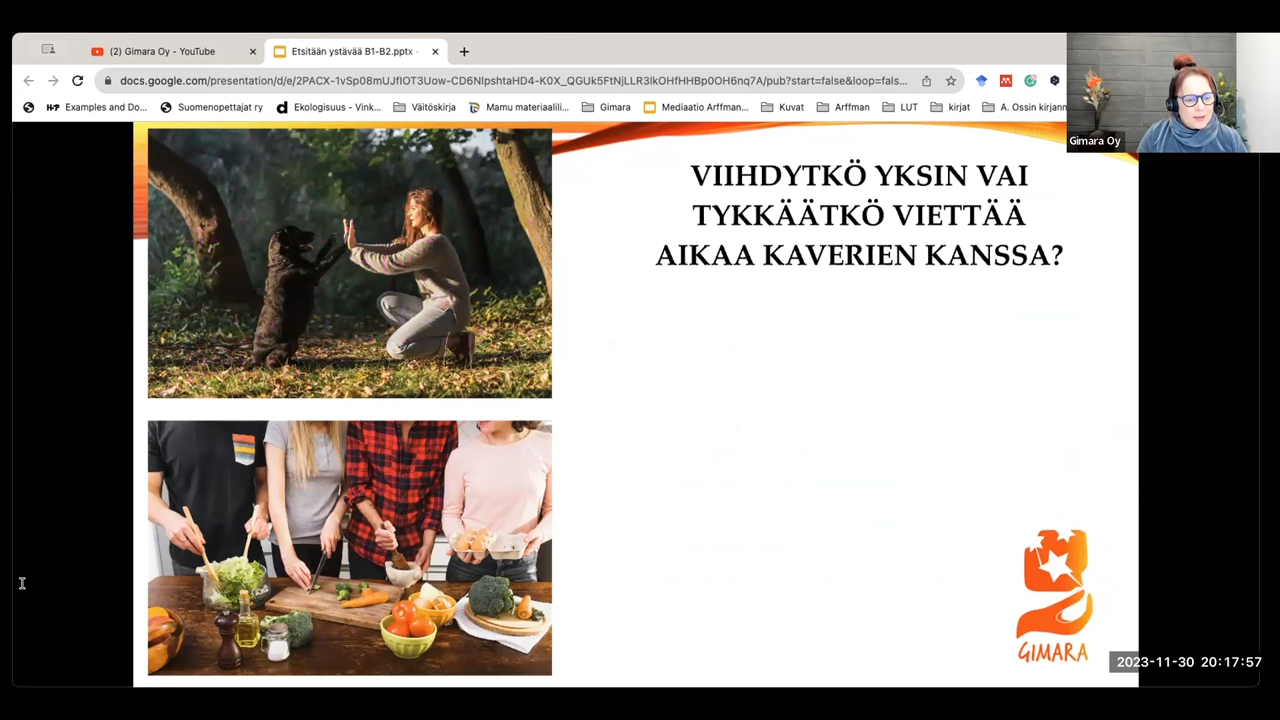 (2) Gimara Oy - YouTube
Etsitään ystävää B1-B2.pptx -
docs.google.com/presentation/d/e/2PACX-1vSp08mUJflOT3Uow-CD6NlpshtaHD4-K0X_QGUk5FtNjLLR3lkOHfHHBp0OH6nq7A/pub?start=false&loop=fals...
Examples and Do...
Suomenopettajat ry
Ekologisuus - Vink...
Väitöskirja
Mamu materiaalil...
Gimara
Mediaatio Arffman...
Kuvat
Arffman
LUT
kirjat
A. Ossin kirjann
Gimara Oy
VIIHDYTKÖ YKSIN VAI
TYKKÄÄTKÖ VIETTÄÄ
AIKAA KAVERIEN KANSSA?
GIMARA
2023-11-30 20:17:57